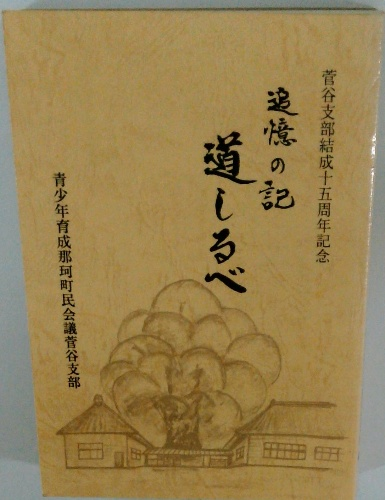 菅谷支部結成十五周年記念
追憶の記
道しるべ
青少年育成那珂町民会議菅谷支部